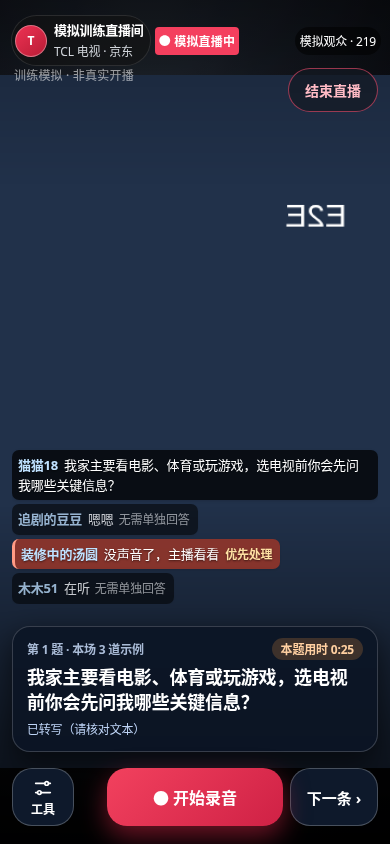 T
模拟训练直播间
TCL 电视 · 京东
模拟直播中
模拟观众 · 219
训练模拟 · 非真实开播
结束直播
E2E
猫猫18 我家主要看电影、体育或玩游戏，选电视前你会先问
我哪些关键信息？
追剧的豆豆 嗯嗯 无需单独回答
装修中的汤圆 没声音了，主播看看 优先处理
木木51 在听 无需单独回答
第 1 题 · 本场 3 道示例
本题用时 0:25
我家主要看电影、体育或玩游戏，选电视
前你会先问我哪些关键信息？
已转写（请核对文本）
工具
开始录音
下一条 ›